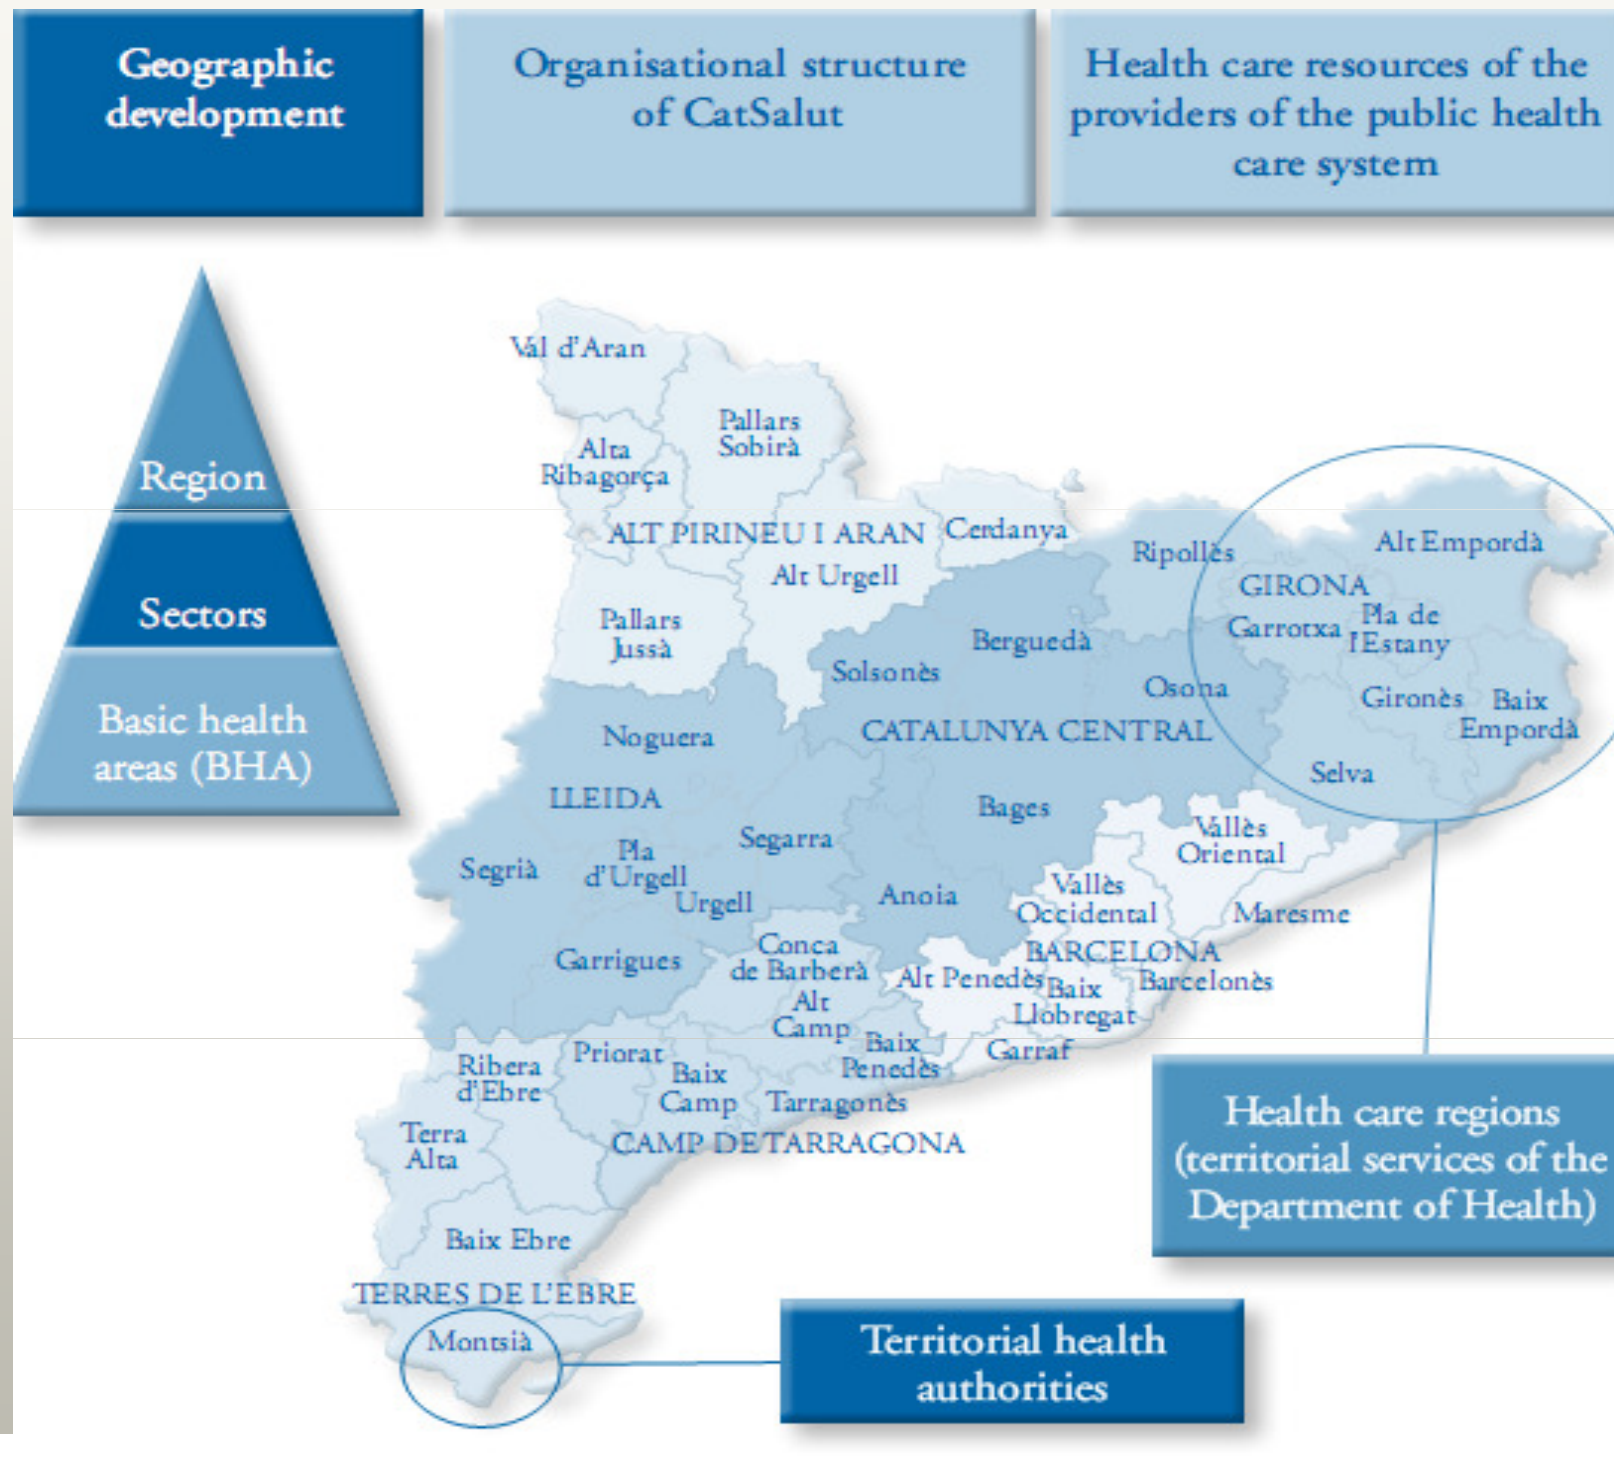 Geographic
development
Organisational structure
of CatSalut
Health care resources of the
providers of the public health
care system
Region
Sectors
Basic health
areas (BHA)
Val d'Aran
Pallars
Sobirà
Alta
Ribagorça
ALT PIRINEU I ARAN
Cerdanya
Alt Urgell
Pallars
Jussà
Ripollès
Alt Empordà
GIRONA
Garrotxa
Pla de
l'Estany
Berguedà
Solsonès
Osona
Gironès
Baix
Empordà
CATALUNYA CENTRAL
Noguera
Selva
LLEIDA
Bages
Segarra
Vallès
Oriental
Segrià
Pla
d'Urgell
Urgell
Anoia
Vallès
Occidental
Maresme
Garrigues
Conca
de Barberà
BARCELONA
Alt Penedès
Baix
Llobregat
Barcelonès
Alt
Camp
Garraf
Baix
Penedès
Ribera
d'Ebre
Priorat
Baix
Camp
Tarragonès
Terra
Alta
CAMP DE TARRAGONA
Baix Ebre
TERRES DE L'EBRE
Montsià
Health care regions
(territorial services of the
Department of Health)
Territorial health
authorities